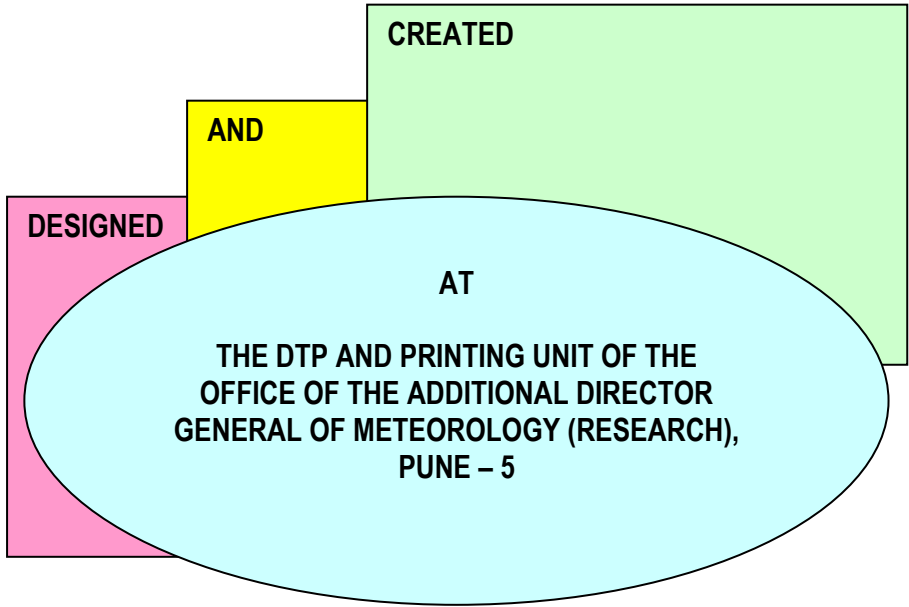 DESIGNED
AND
CREATED
AT
THE DTP AND PRINTING UNIT OF THE
OFFICE OF THE ADDITIONAL DIRECTOR
GENERAL OF METEOROLOGY (RESEARCH),
PUNE – 5